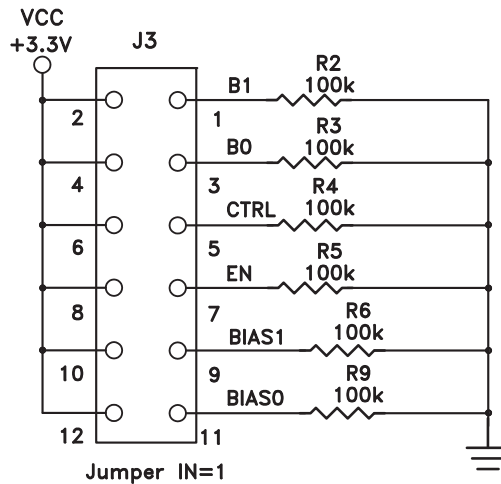 VCC
+3.3V
J3
R2
B1
100k
2
1
R3
B0
100k
4
3
R4
CTRL
100k
6
5
R5
EN
100k
8
7
R6
BIAS1
100k
10
9
R9
BIAS0
100k
12
11
Jumper IN=1